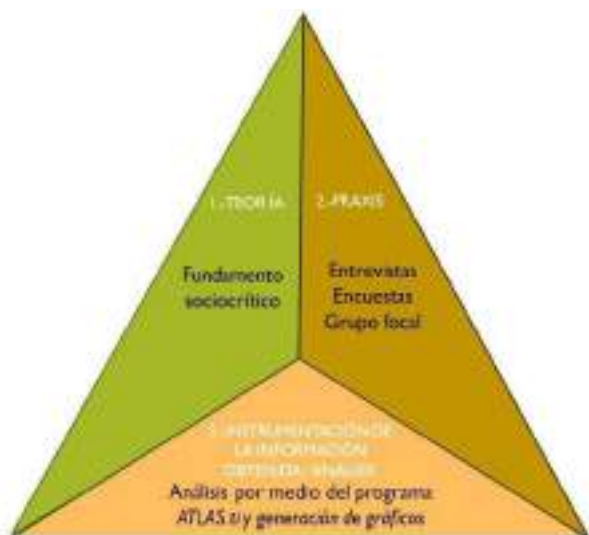 1.-TEORÍA
Fundamento
sociocrítico
2.-PRAXIS
Entrevistas
Encuestas
Grupo focal
3.-INSTRUMENTACIÓN DE
LA INFORMACIÓN
OBTENIDA:
Análisis por medio del programa
ATLAS.ti y generación de gráficos